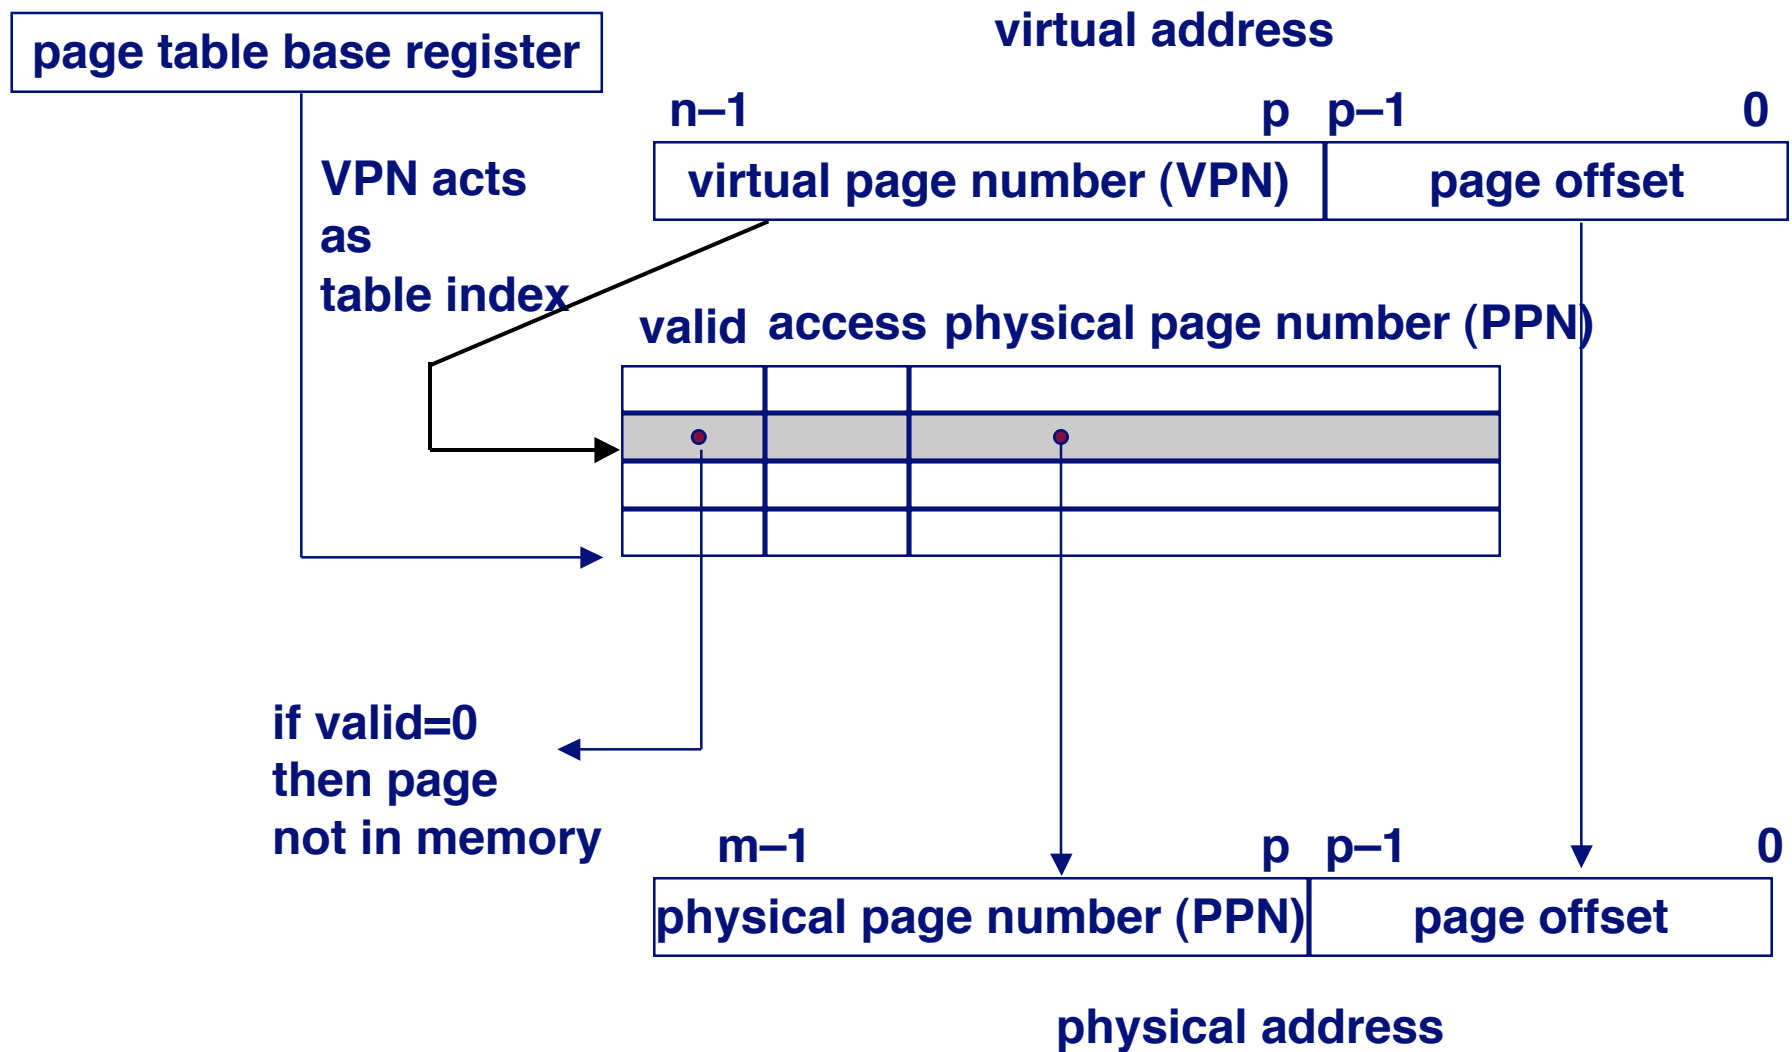 page table base register
virtual address
n–1
p
p–1
0
VPN acts
as
table index
virtual page number (VPN)
page offset
valid
access
physical page number (PPN)
if valid=0
then page
not in memory
m–1
p
p–1
0
physical page number (PPN)
page offset
physical address